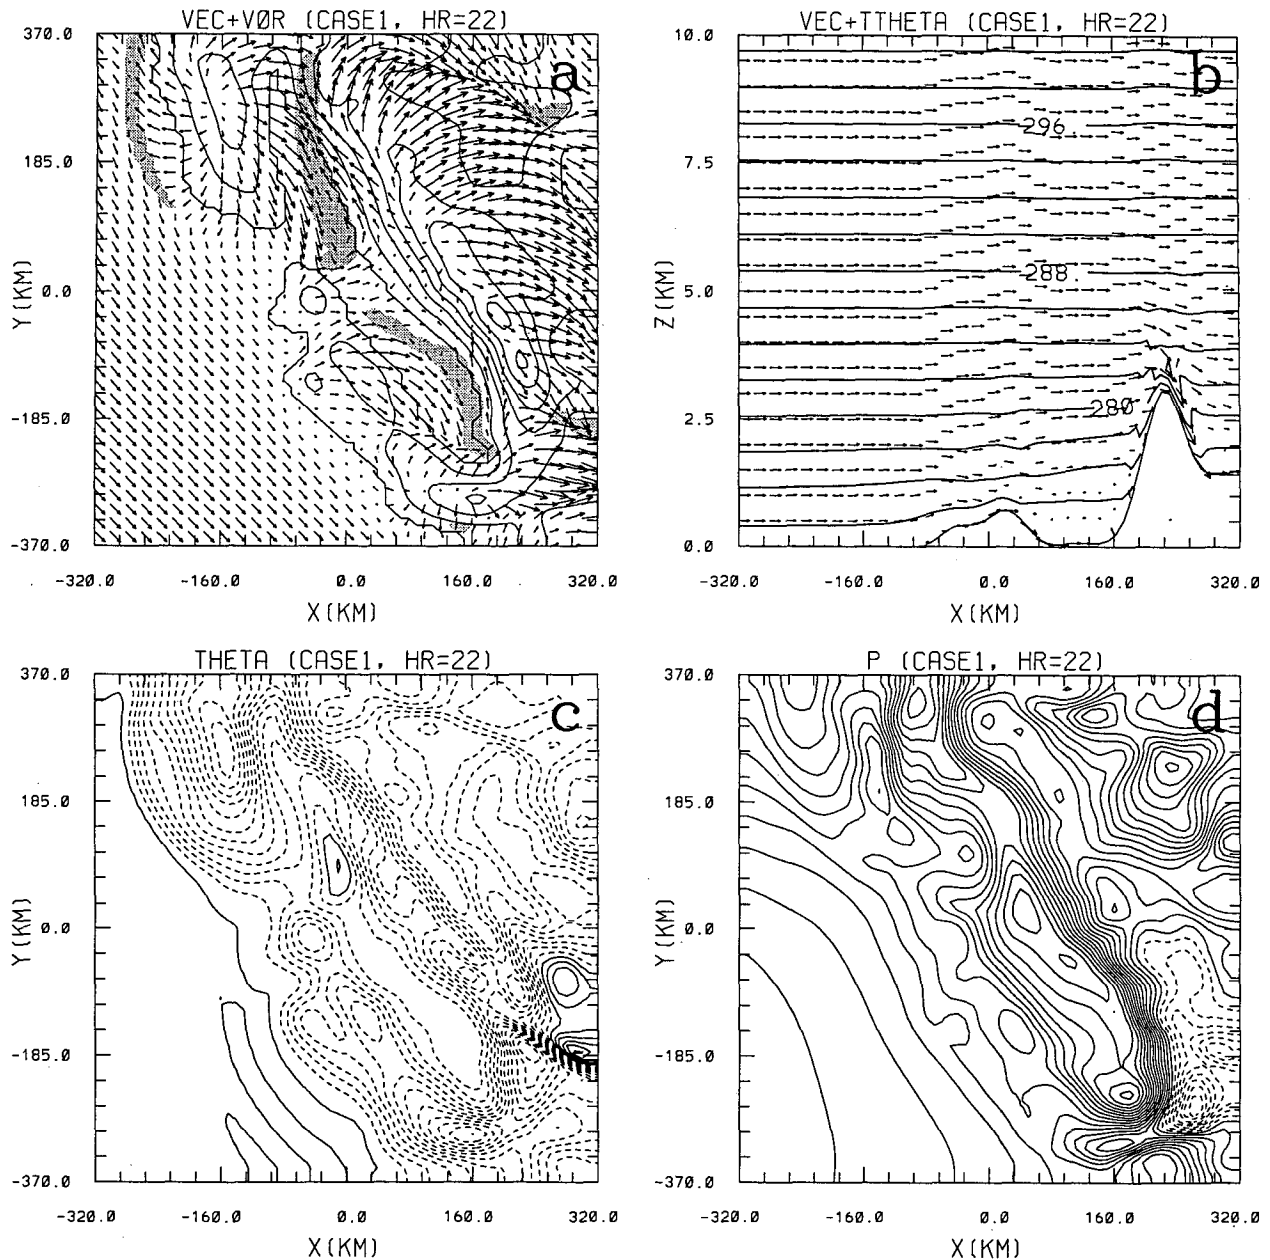 VEC+VØR (CASE1, HR=22)
a
370.0
185.0
0.0
-185.0
-370.0
Y(KM)
-320.0 -160.0 0.0 160.0 320.0
X(KM)
VEC+TTHETA (CASE1, HR=22)
b
10.0
7.5
5.0
2.5
0.0
Z(KM)
296.
288.
280
-320.0 -160.0 0.0 160.0 320.0
X(KM)
THETA (CASE1, HR=22)
c
370.0
185.0
0.0
-185.0
-370.0
Y(KM)
-320.0 -160.0 0.0 160.0 320.0
X(KM)
P (CASE1, HR=22)
d
370.0
185.0
0.0
-185.0
-370.0
Y(KM)
-320.0 -160.0 0.0 160.0 320.0
X(KM)